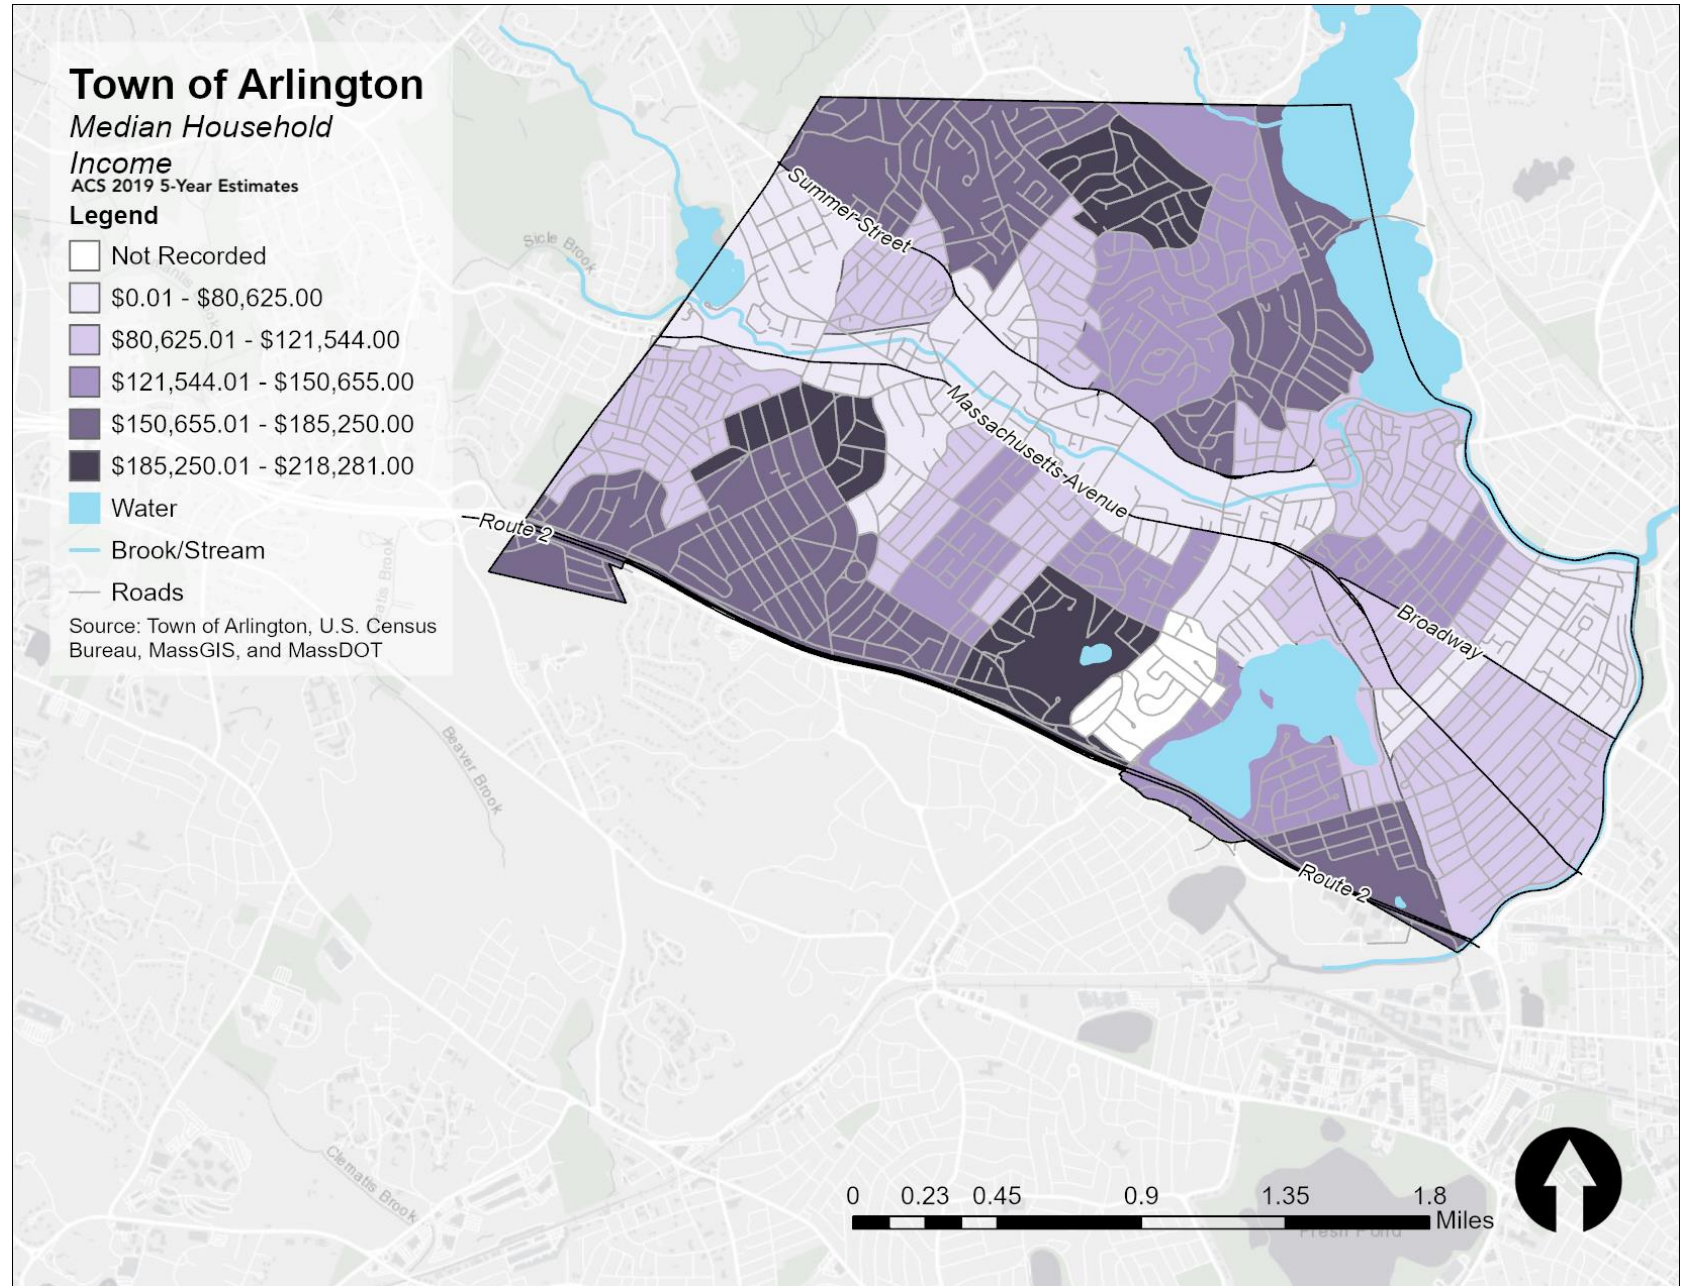 Town of Arlington
Median Household
Income
ACS 2019 5-Year Estimates
Legend
Not Recorded
$0.01 - $80,625.00
$80,625.01 - $121,544.00
$121,544.01 - $150,655.00
$150,655.01 - $185,250.00
$185,250.01 - $218,281.00
Water
Brook/Stream
Roads
Source: Town of Arlington, U.S. Census
Bureau, MassGIS, and MassDOT
Sicle Brook
Summer Street
Massachusetts Avenue
Route 2
Broadway
Route 2
Beaver Brook
Clematis Brook
Fresh Pond
0 0.23 0.45 0.9 1.35 1.8
Miles